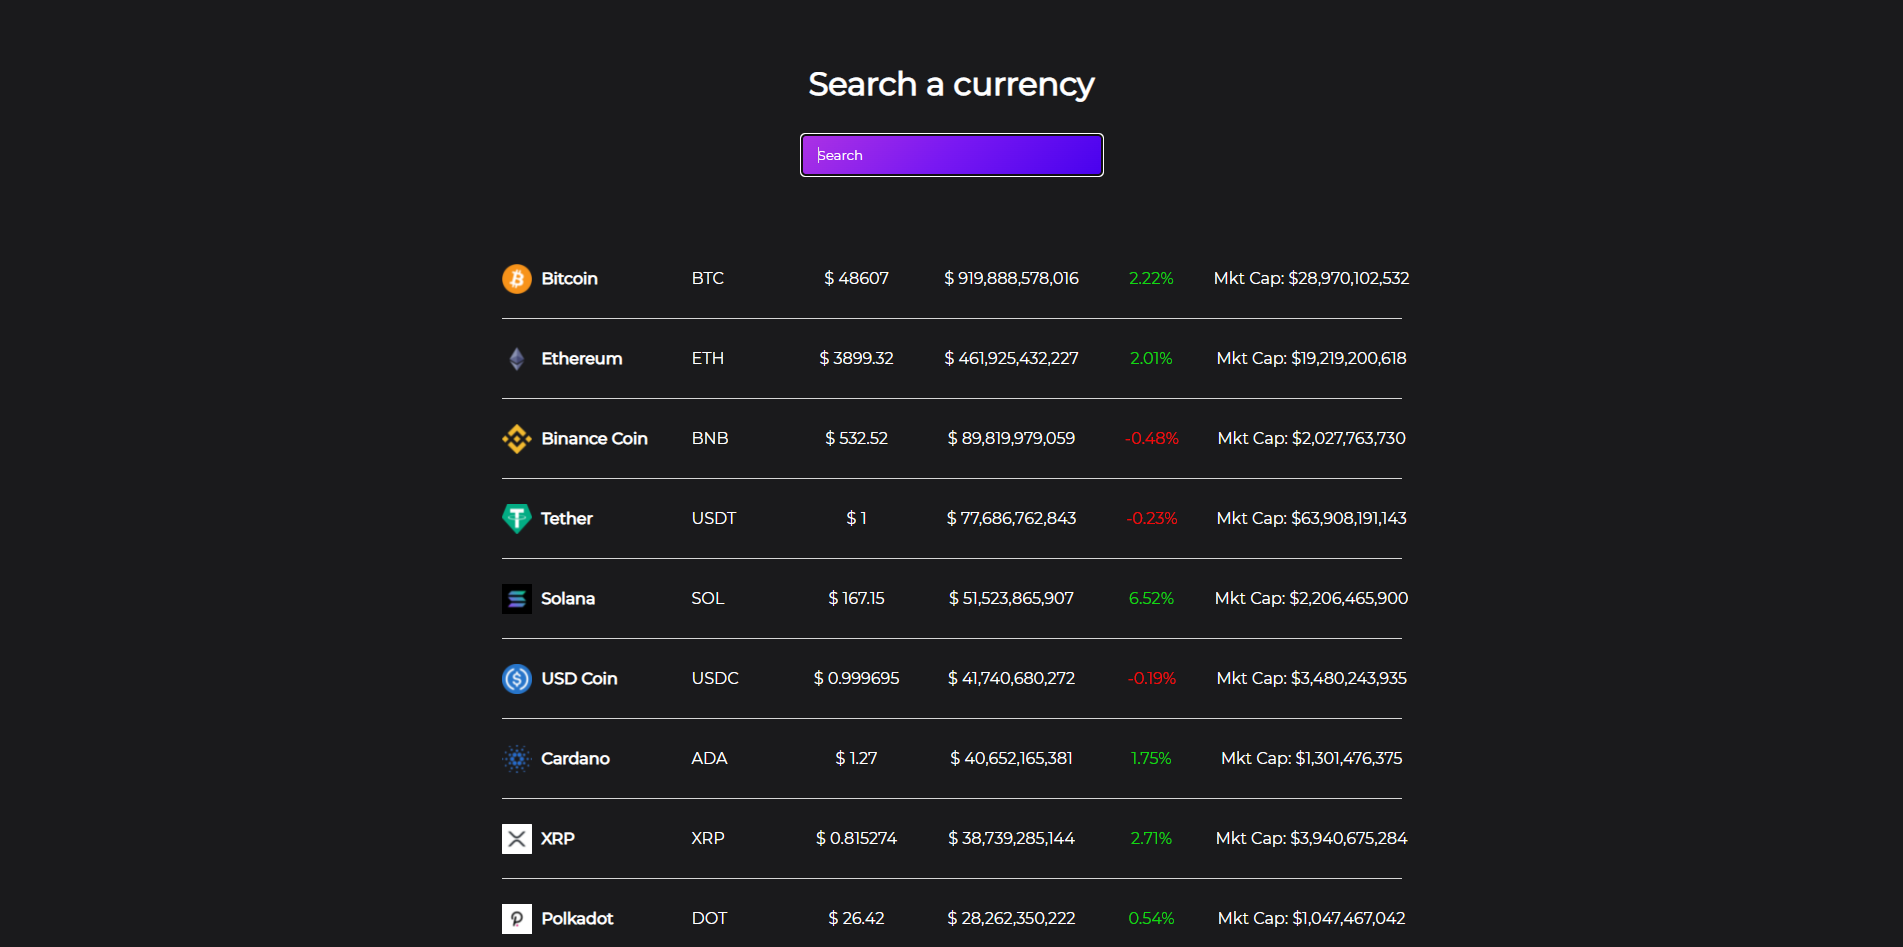 Search a currency
Search
Bitcoin BTC $ 48607 $ 919,888,578,016 2.22% Mkt Cap: $28,970,102,532
Ethereum ETH $ 3899.32 $ 461,925,432,227 2.01% Mkt Cap: $19,219,200,618
Binance Coin BNB $ 532.52 $ 89,819,979,059 -0.48% Mkt Cap: $2,027,763,730
Tether USDT $ 1 $ 77,686,762,843 -0.23% Mkt Cap: $63,908,191,143
Solana SOL $ 167.15 $ 51,523,865,907 6.52% Mkt Cap: $2,206,465,900
USD Coin USDC $ 0.999695 $ 41,740,680,272 -0.19% Mkt Cap: $3,480,243,935
Cardano ADA $ 1.27 $ 40,652,165,381 1.75% Mkt Cap: $1,301,476,375
XRP XRP $ 0.815274 $ 38,739,285,144 2.71% Mkt Cap: $3,940,675,284
Polkadot DOT $ 26.42 $ 28,262,350,222 0.54% Mkt Cap: $1,047,467,042